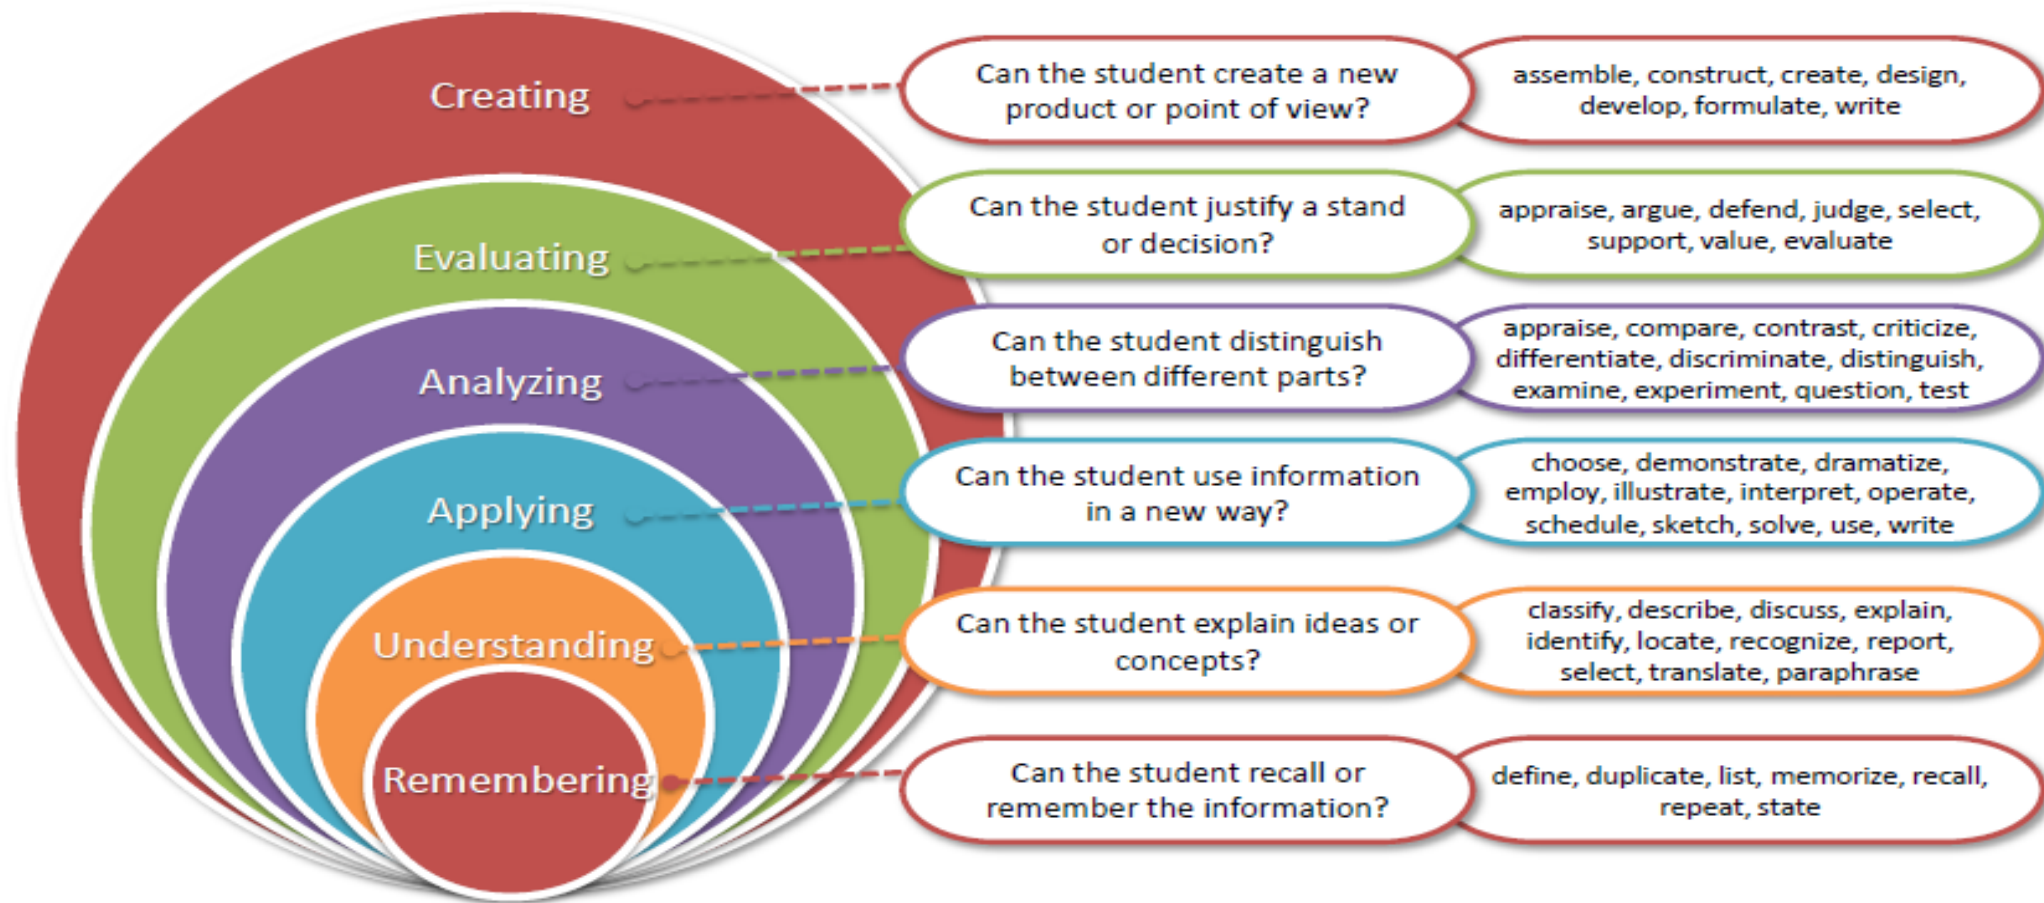 Creating
Can the student create a new
product or point of view?
assemble, construct, create, design,
develop, formulate, write
Evaluating
Can the student justify a stand
or decision?
appraise, argue, defend, judge, select,
support, value, evaluate
Analyzing
Can the student distinguish
between different parts?
appraise, compare, contrast, criticize,
differentiate, discriminate, distinguish,
examine, experiment, question, test
Applying
Can the student use information
in a new way?
choose, demonstrate, dramatize,
employ, illustrate, interpret, operate,
schedule, sketch, solve, use, write
Understanding
Can the student explain ideas or
concepts?
classify, describe, discuss, explain,
identify, locate, recognize, report,
select, translate, paraphrase
Remembering
Can the student recall or
remember the information?
define, duplicate, list, memorize, recall,
repeat, state